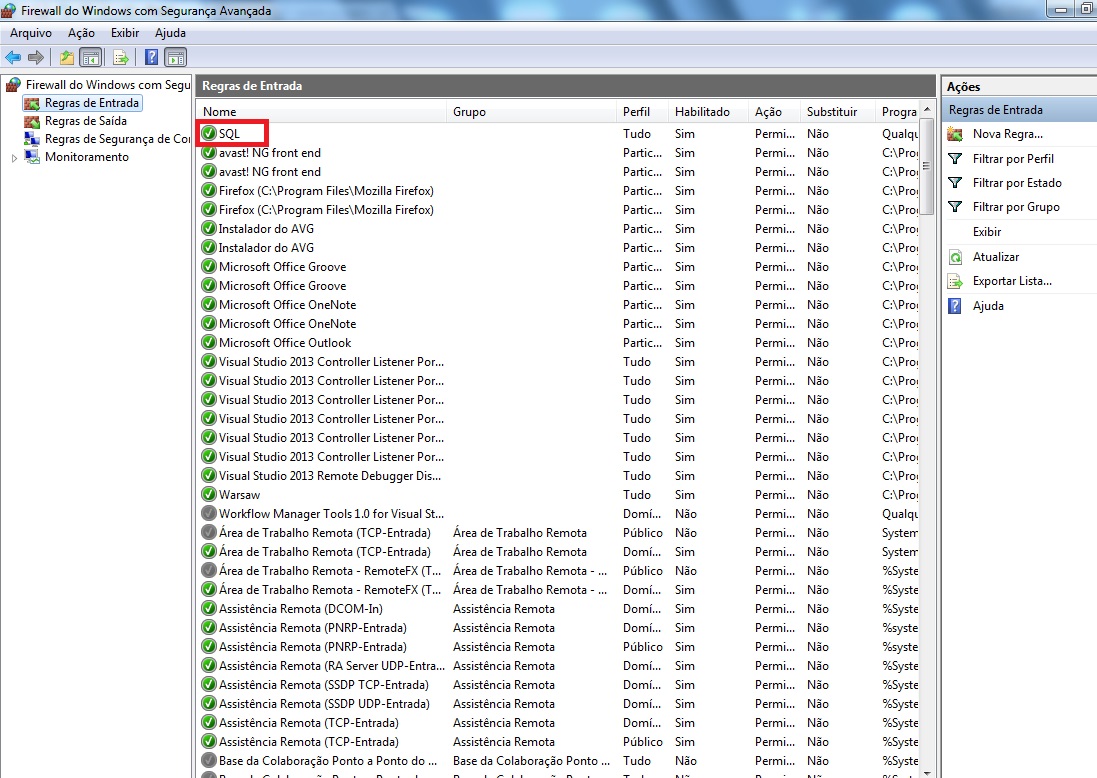 Firewall do Windows com Segurança Avançada
Arquivo Ação Exibir Ajuda
Firewall do Windows com Segu
Regras de Entrada
Regras de Saída
Regras de Segurança de Co
Monitoramento
Regras de Entrada
Nome Grupo Perfil Habilitado Ação Substituir Progra
SQL Tudo Sim Permi... Não Qualqu
avast! NG front end Partic... Sim Permi... Não C:\Prog
avast! NG front end Partic... Sim Permi... Não C:\Prog
Firefox (C:\Program Files\Mozilla Firefox) Partic... Sim Permi... Não C:\Prog
Firefox (C:\Program Files\Mozilla Firefox) Partic... Sim Permi... Não C:\Prog
Instalador do AVG Partic... Sim Permi... Não C:\Prog
Instalador do AVG Partic... Sim Permi... Não C:\Prog
Microsoft Office Groove Partic... Sim Permi... Não C:\Prog
Microsoft Office Groove Partic... Sim Permi... Não C:\Prog
Microsoft Office OneNote Partic... Sim Permi... Não C:\Prog
Microsoft Office OneNote Partic... Sim Permi... Não C:\Prog
Microsoft Office Outlook Partic... Sim Permi... Não C:\Prog
Visual Studio 2013 Controller Listener Por... Tudo Sim Permi... Não C:\Prog
Visual Studio 2013 Controller Listener Por... Tudo Sim Permi... Não C:\Prog
Visual Studio 2013 Controller Listener Por... Tudo Sim Permi... Não C:\Prog
Visual Studio 2013 Controller Listener Por... Tudo Sim Permi... Não C:\Prog
Visual Studio 2013 Controller Listener Por... Tudo Sim Permi... Não C:\Prog
Visual Studio 2013 Controller Listener Por... Tudo Sim Permi... Não C:\Prog
Visual Studio 2013 Remote Debugger Dis... Tudo Sim Permi... Não C:\Prog
Warsaw Tudo Sim Permi... Não C:\Prog
Workflow Manager Tools 1.0 for Visual St... Domí... Não Permi... Não Qualqu
Área de Trabalho Remota (TCP-Entrada) Área de Trabalho Remota Público Não Permi... Não System
Área de Trabalho Remota (TCP-Entrada) Área de Trabalho Remota Domí... Sim Permi... Não System
Área de Trabalho Remota - RemoteFX (T... Área de Trabalho Remota - ... Público Não Permi... Não %Syste
Área de Trabalho Remota - RemoteFX (T... Área de Trabalho Remota - ... Domí... Sim Permi... Não %Syste
Assistência Remota (DCOM-In) Assistência Remota Domí... Sim Permi... Não %Syste
Assistência Remota (PNRP-Entrada) Assistência Remota Domí... Sim Permi... Não %syste
Assistência Remota (PNRP-Entrada) Assistência Remota Público Sim Permi... Não %syste
Assistência Remota (RA Server UDP-Entra... Assistência Remota Domí... Sim Permi... Não %Syste
Assistência Remota (SSDP TCP-Entrada) Assistência Remota Domí... Sim Permi... Não %Syste
Assistência Remota (SSDP UDP-Entrada) Assistência Remota Domí... Sim Permi... Não %Syste
Assistência Remota (TCP-Entrada) Assistência Remota Domí... Sim Permi... Não %Syste
Assistência Remota (TCP-Entrada) Assistência Remota Público Sim Permi... Não %Syste
Base da Colaboração Ponto a Ponto do ... Base da Colaboração Ponto ... Tudo Não Permi... Não %Syste
Ações
Regras de Entrada
Nova Regra...
Filtrar por Perfil
Filtrar por Estado
Filtrar por Grupo
Exibir
Atualizar
Exportar Lista...
Ajuda